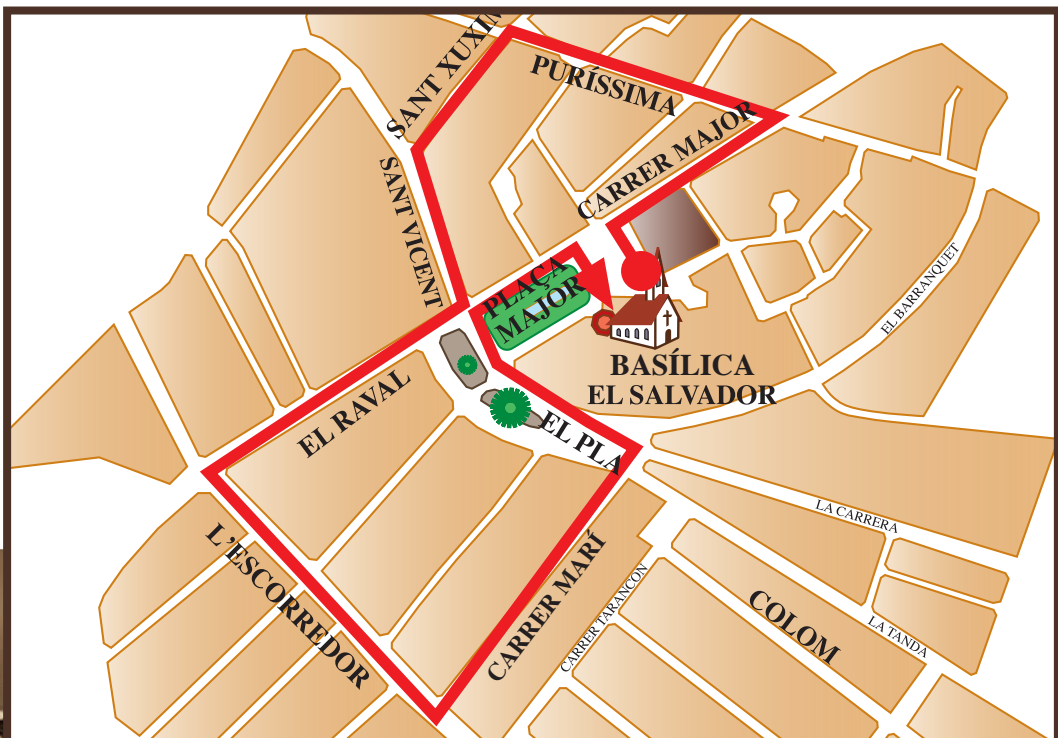 SANT XUXIM
PURÍSSIMA
CARRER MAJOR
SANT VICENT
PLAÇA
MAJOR
EL BARRANQUET
BASÍLICA
EL SALVADOR
EL RAVAL
EL PLA
LA CARRERA
L'ESCORREDOR
CARRER MARÍ
CARRER TARANCON
COLOM
LA TANDA